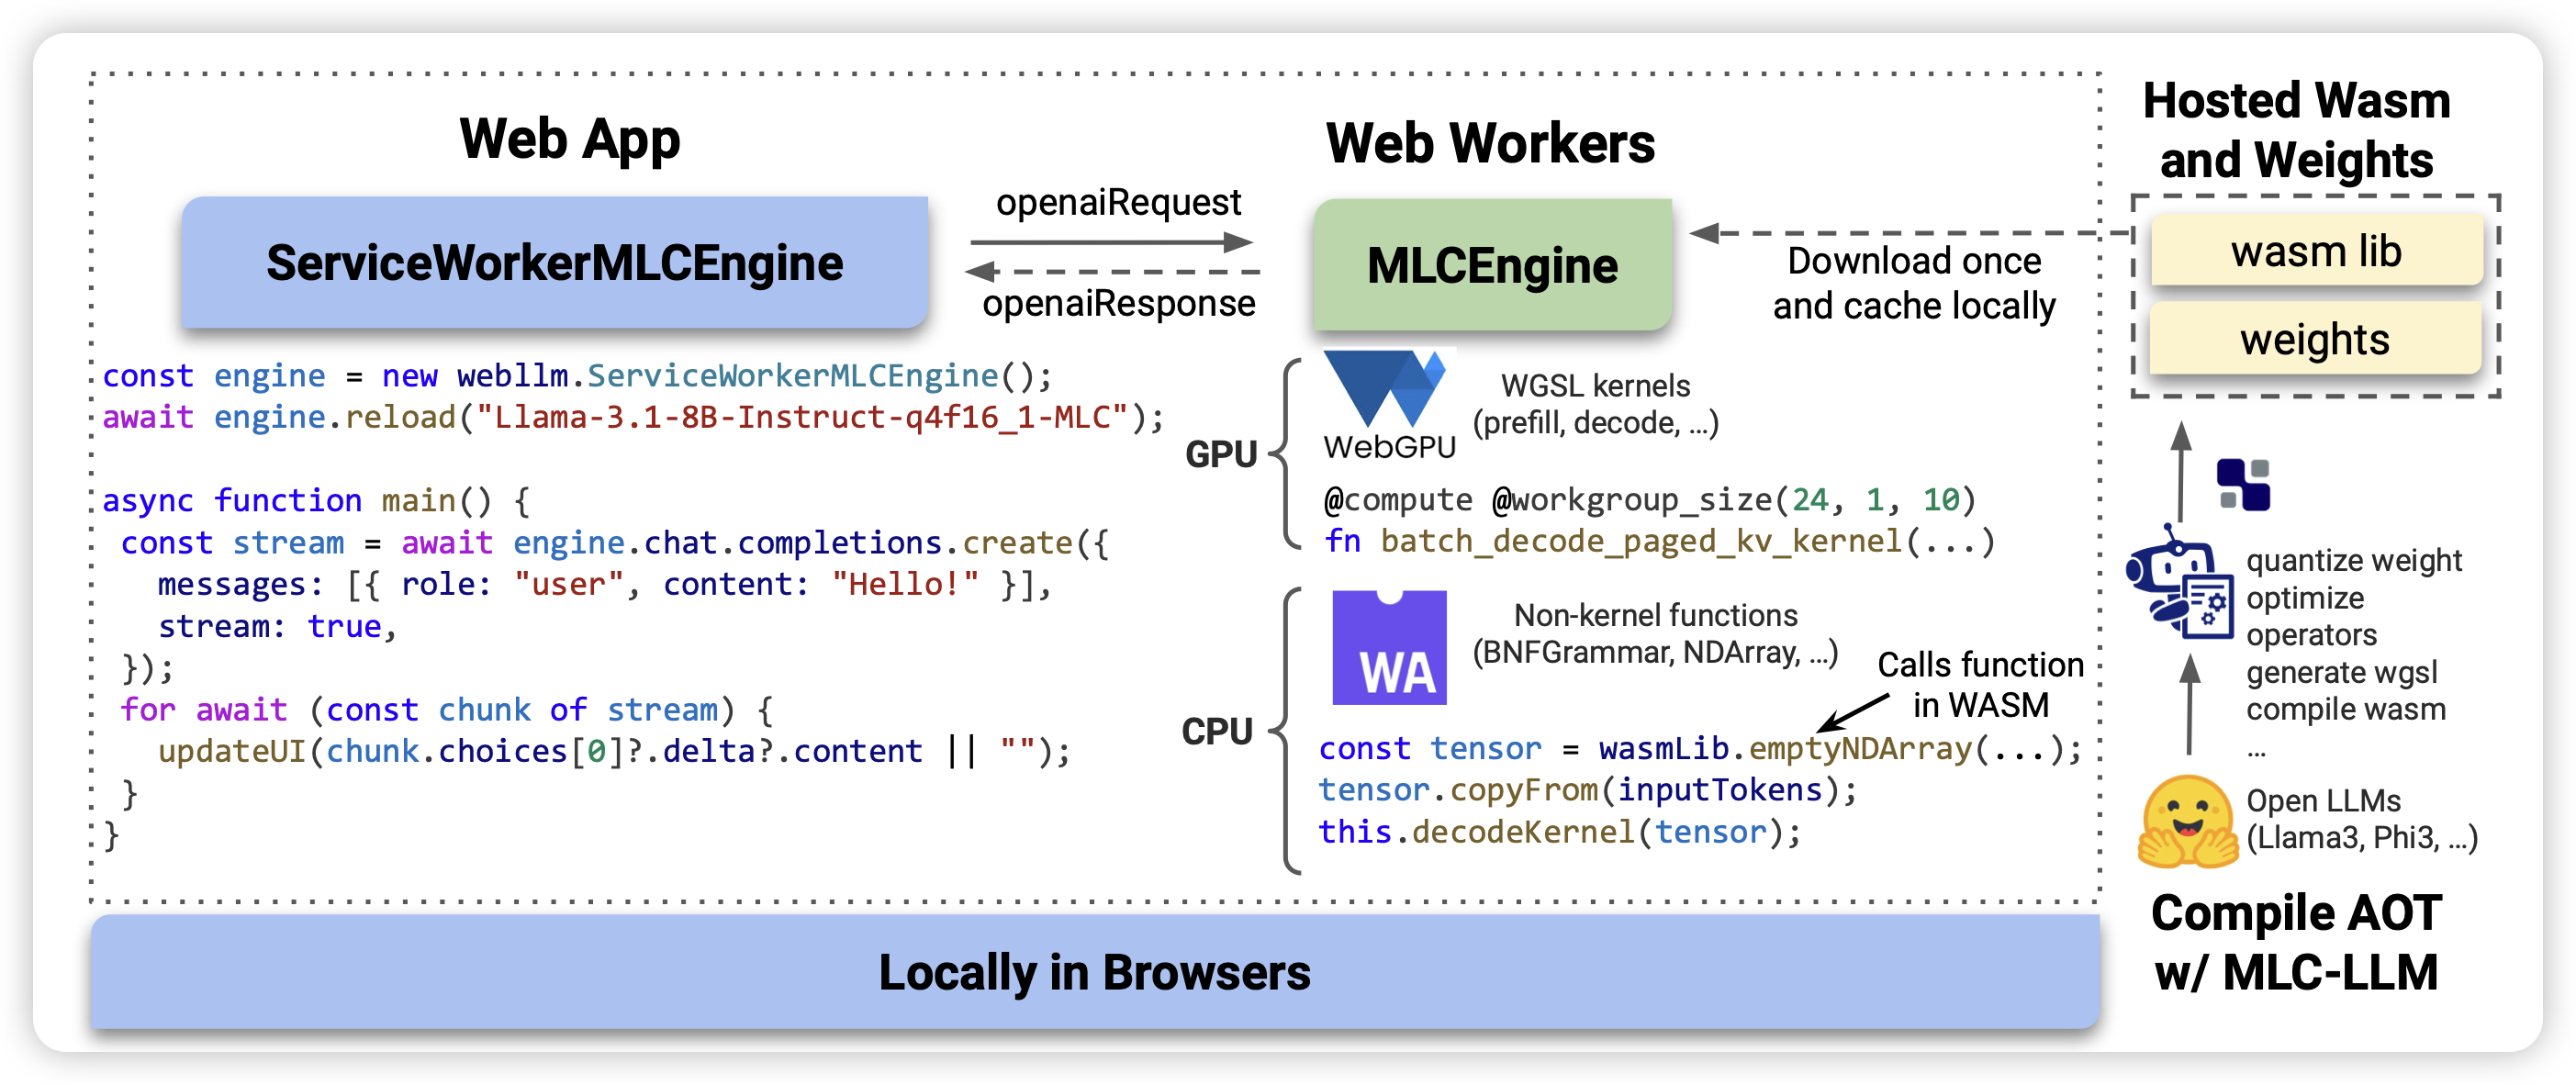 Web App
ServiceWorkerMLCEngine
const engine = new webllm.ServiceWorkerMLCEngine();
await engine.reload("Llama-3.1-8B-Instruct-q4f16_1-MLC");
async function main() {
const stream = await engine.chat.completions.create({
messages: [{ role: "user", content: "Hello!" }],
stream: true,
});
for await (const chunk of stream) {
updateUI(chunk.choices[0]?.delta?.content || "");
}
}
openaiRequest
openaiResponse
Web Workers
MLCEngine
GPU
WebGPU
WGSL kernels
(prefill, decode, ...)
@compute @workgroup_size(24, 1, 10)
fn batch_decode_paged_kv_kernel(...)
CPU
WA
Non-kernel functions
(BNFGrammar, NDArray, ...)
Calls function
in WASM
const tensor = wasmLib.emptyNDArray(...);
tensor.copyFrom(inputTokens);
this.decodeKernel(tensor);
Download once
and cache locally
Hosted Wasm
and Weights
wasm lib
weights
quantize weight
optimize
operators
generate wgsl
compile wasm
...
Open LLMs
(Llama3, Phi3, ...)
Compile AOT
w/ MLC-LLM
Locally in Browsers